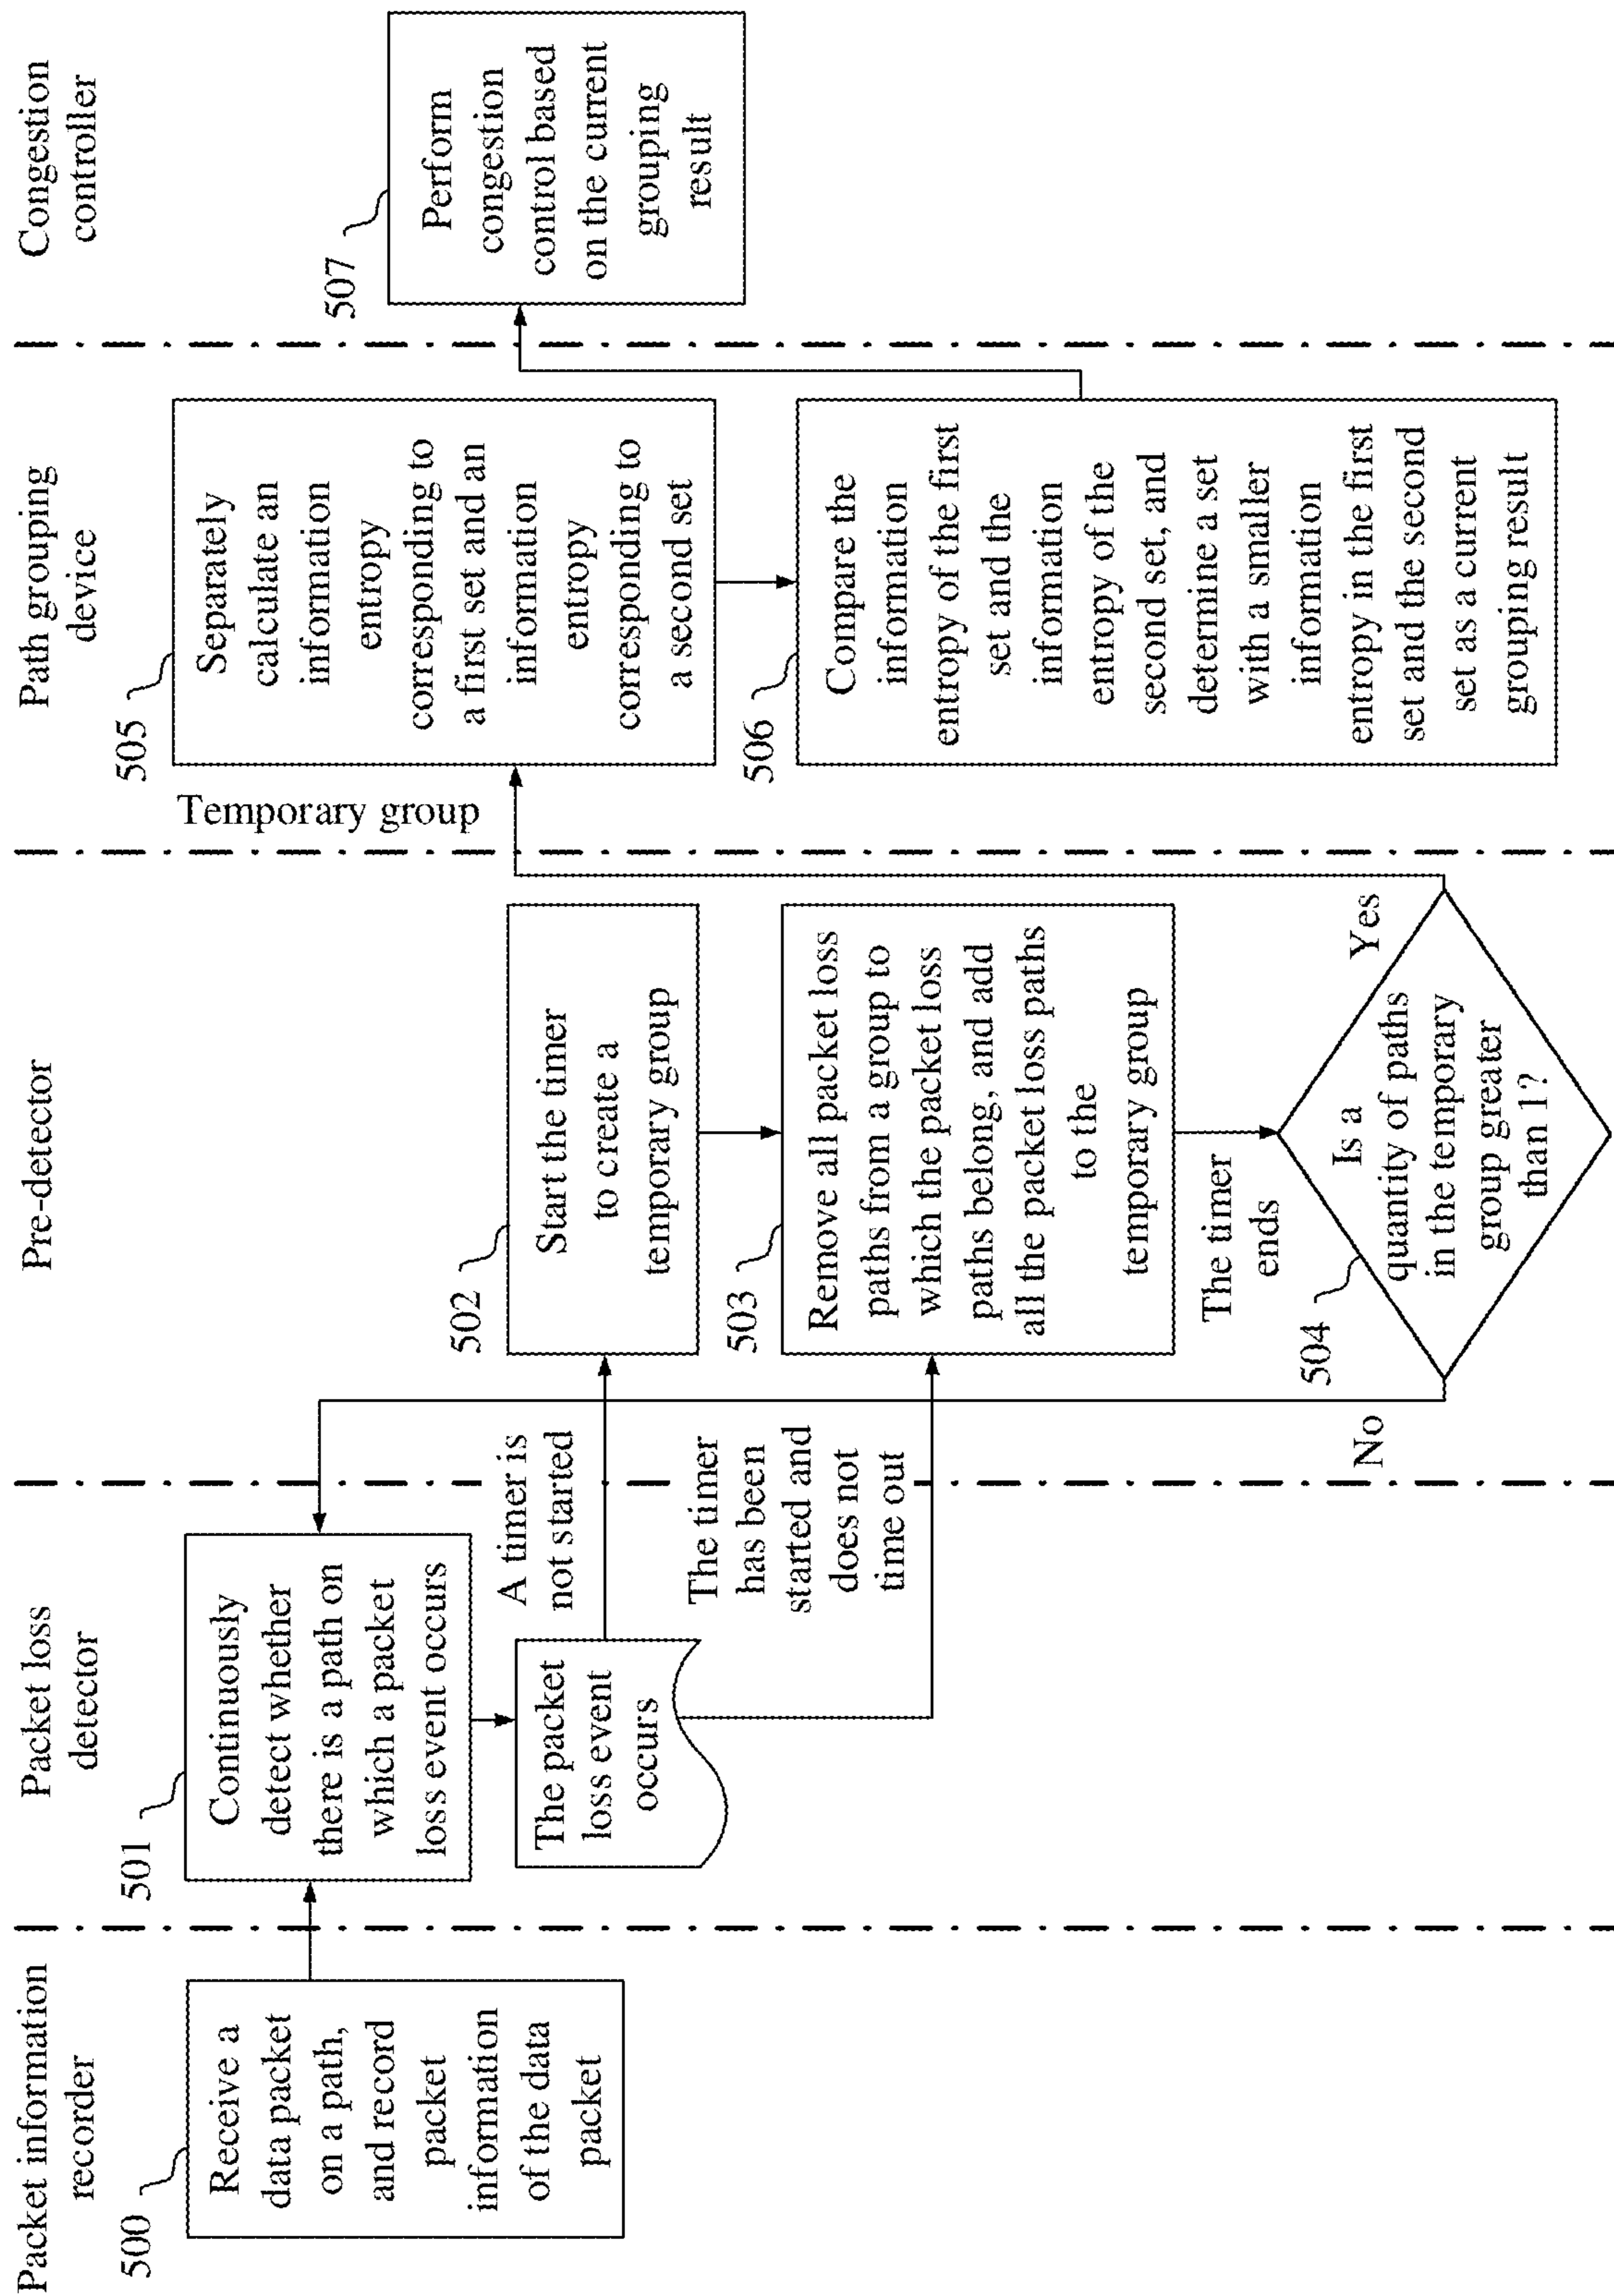 Packet information
recorder
500
Receive a
data packet
on a path,
and record
packet
information
of the data
packet
Packet loss
detector
501
Continuously
detect whether
there is a path on
which a packet
loss event occurs
The packet
loss event
occurs
A timer is
not started
The timer
has been
started and
does not
time out
Pre-detector
502
Start the timer
to create a
temporary group
503
Remove all packet loss
paths from a group to
which the packet loss
paths belong, and add
all the packet loss paths
to the
temporary group
The timer
ends
504
Is a
quantity of paths
in the temporary
group greater
than 1?
No
Yes
Path grouping
device
Temporary group
505
Separately
calculate an
information
entropy
corresponding to
a first set and an
information
entropy
corresponding to
a second set
506
Compare the
information
entropy of the first
set and the
information
entropy of the
second set, and
determine a set
with a smaller
information
entropy in the first
set and the second
set as a current
grouping result
Congestion
controller
507
Perform
congestion
control based
on the current
grouping
result